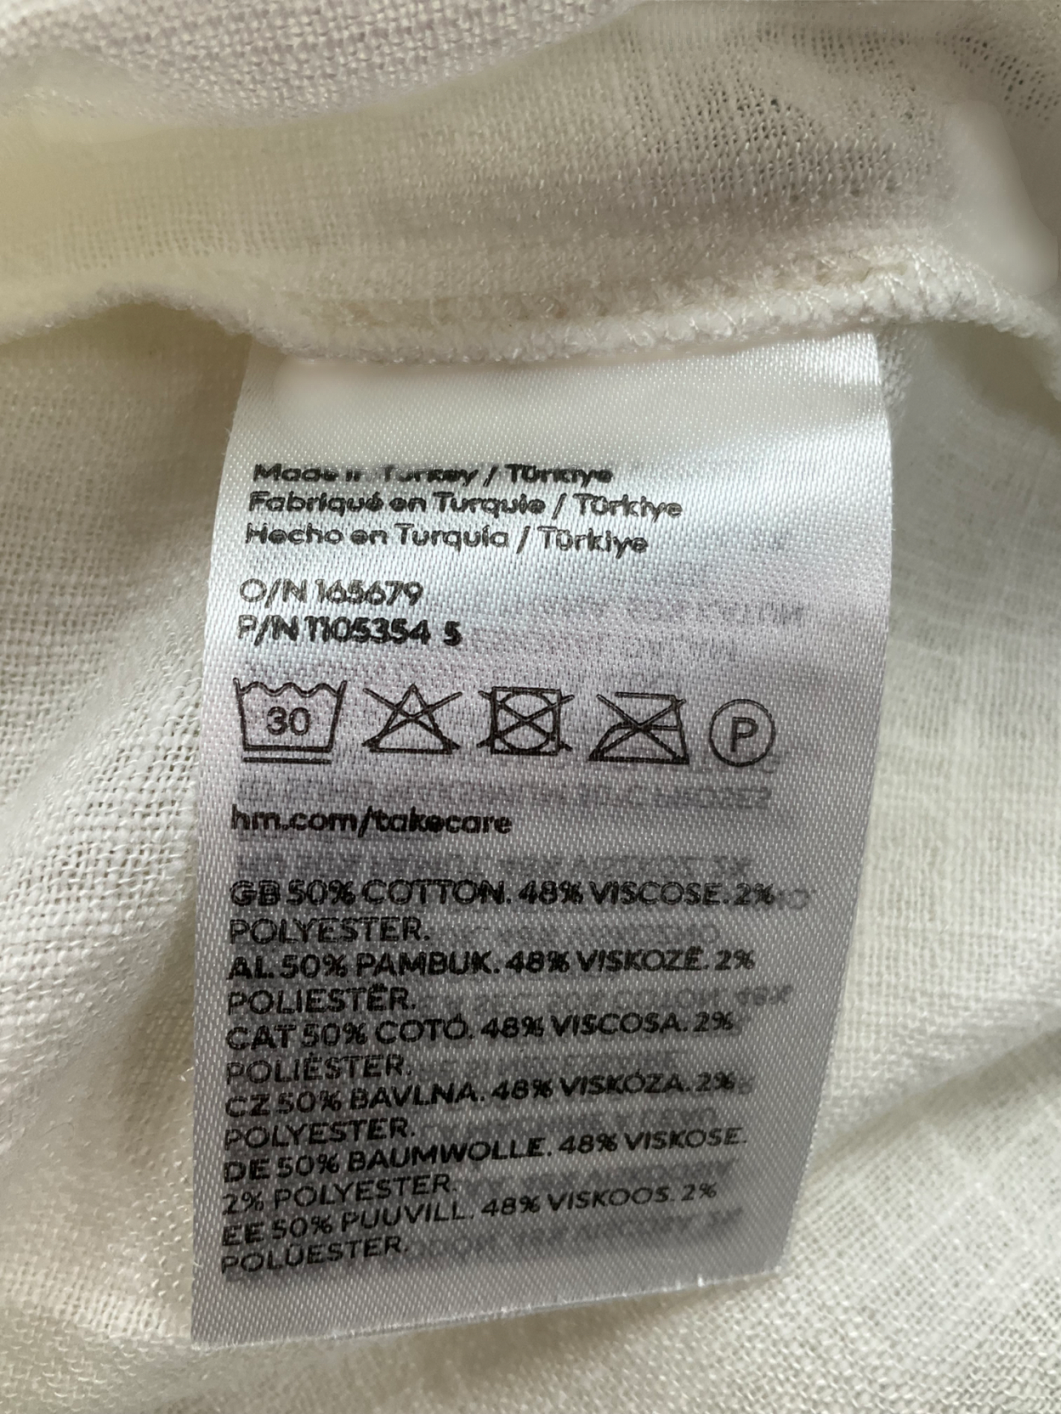 Made in Turkey / Türkiye
Fabriqué en Turquie / Türkiye
Hecho en Turquía / Türkiye
O/N 165679
P/N 1105354 5
30
P
hm.com/takecare
GB 50% COTTON. 48% VISCOSE. 2%
POLYESTER.
AL 50% PAMBUK. 48% VISKOZË. 2%
POLIESTËR.
CAT 50% COTÓ. 48% VISCOSA. 2%
POLIÈSTER.
CZ 50% BAVLNA. 48% VISKÓZA. 2%
POLYESTER.
DE 50% BAUMWOLLE. 48% VISKOSE.
2% POLYESTER.
EE 50% PUUVILL. 48% VISKOOS. 2%
POLÜESTER.